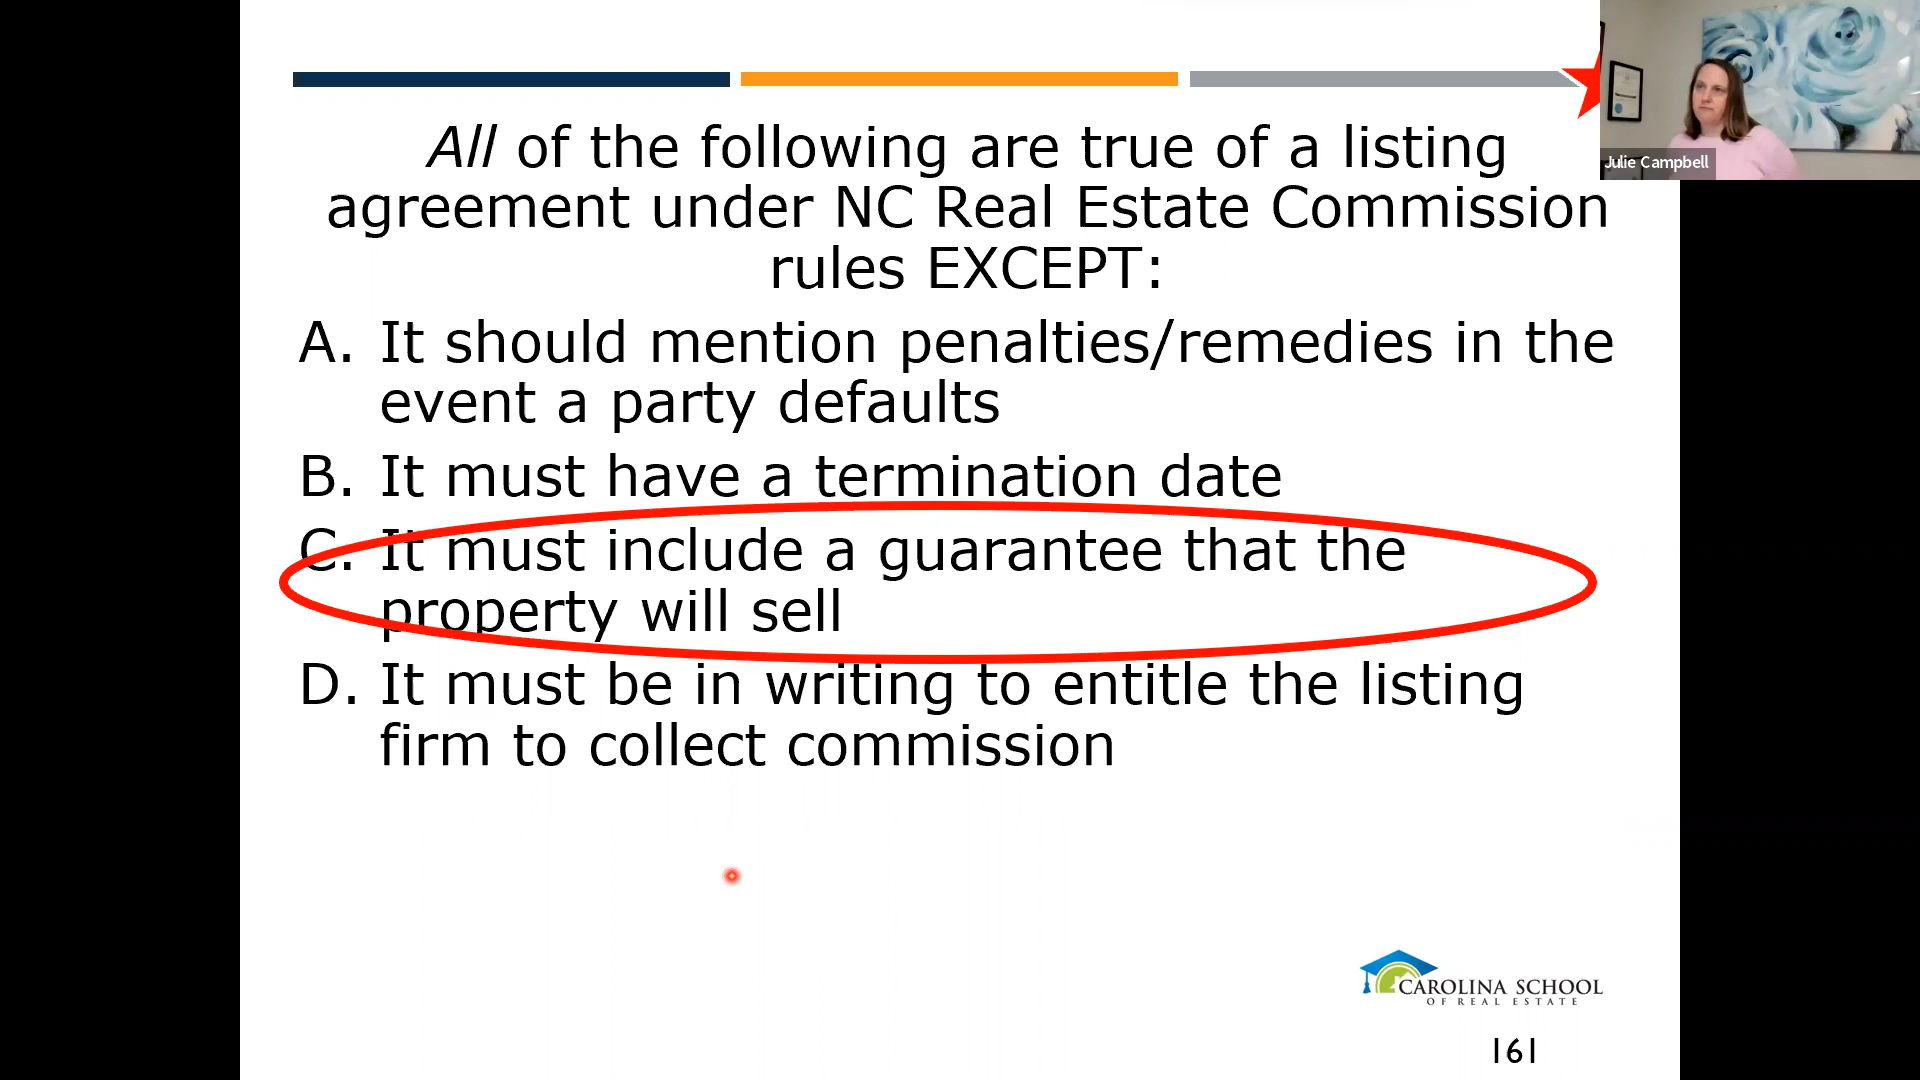 All of the following are true of a listing
agreement under NC Real Estate Commission
rules EXCEPT:
A. It should mention penalties/remedies in the
event a party defaults
B. It must have a termination date
C. It must include a guarantee that the
property will sell
D. It must be in writing to entitle the listing
firm to collect commission
Julie Campbell
CAROLINA SCHOOL
OF REAL ESTATE
161